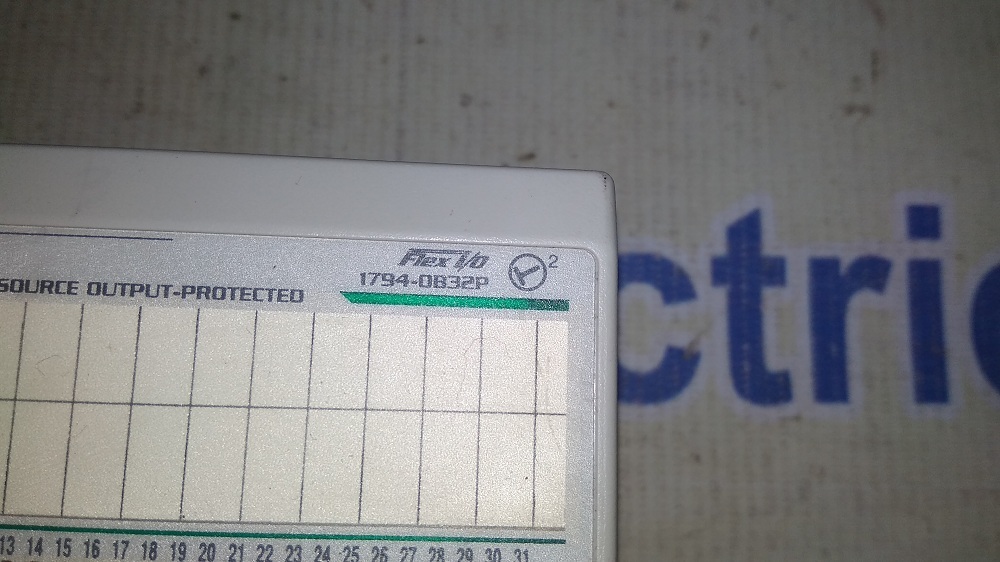 Flex I/O
1794-OB32P
2
SOURCE OUTPUT-PROTECTED
ctric
13 14 15 16 17 18 19 20 21 22 23 24 25 26 27 28 29 30 31